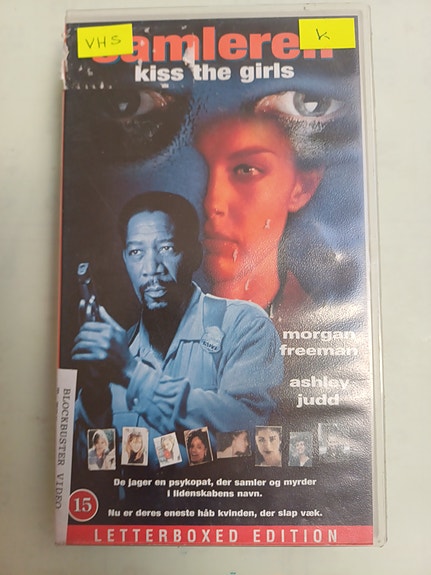 VHS
k
samleren
kiss the girls
morgan
freeman
ashley
judd
BLOCKBUSTER VIDEO
De jager en psykopat, der samler og myrder
i lidenskabens navn.
15
Nu er deres eneste håb kvinden, der slap væk.
LETTERBOXED EDITION